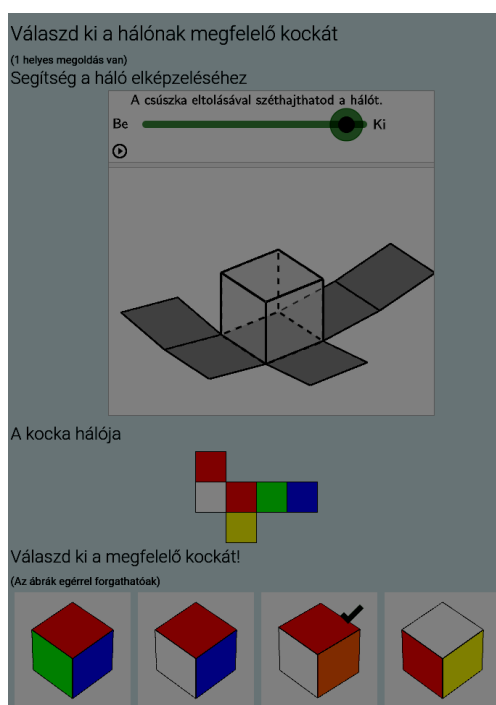 Válaszd ki a hálónak megfelelő kockát
(1 helyes megoldás van)
Segítség a háló elképzeléséhez
A csúszka eltolásával széthajthatod a hálót.
Be Ki
A kocka hálója
Válaszd ki a megfelelő kockát!
(Az ábrák egérrel forgathatóak)